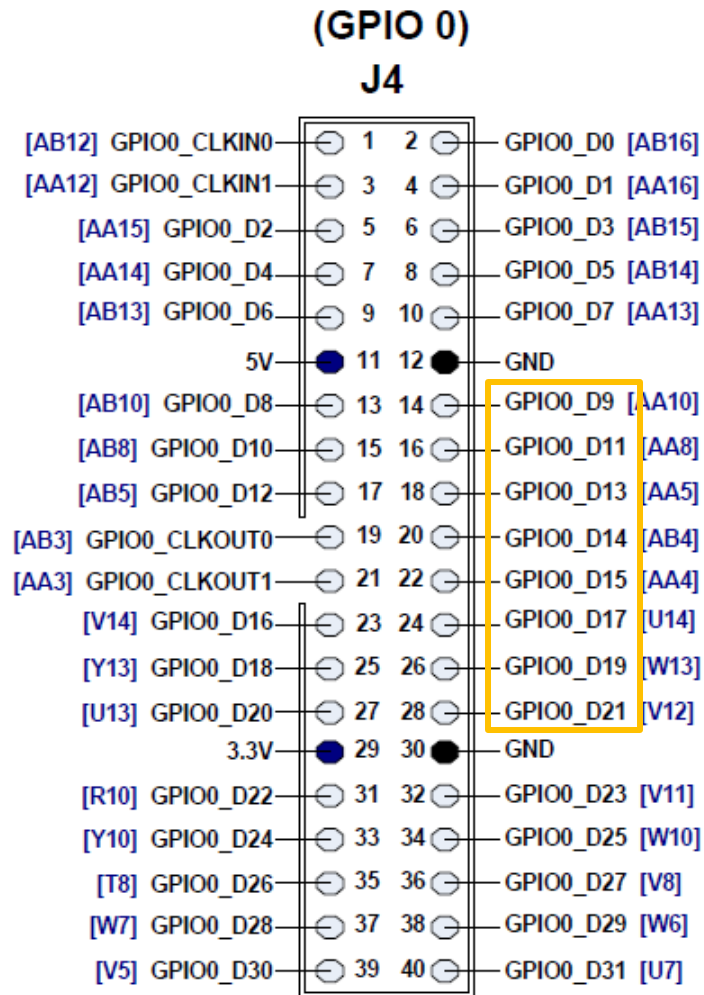 (GPIO 0)
J4
[AB12] GPIO0_CLKIN0 1 2 GPIO0_D0 [AB16]
[AA12] GPIO0_CLKIN1 3 4 GPIO0_D1 [AA16]
[AA15] GPIO0_D2 5 6 GPIO0_D3 [AB15]
[AA14] GPIO0_D4 7 8 GPIO0_D5 [AB14]
[AB13] GPIO0_D6 9 10 GPIO0_D7 [AA13]
5V 11 12 GND
[AB10] GPIO0_D8 13 14 GPIO0_D9 [AA10]
[AB8] GPIO0_D10 15 16 GPIO0_D11 [AA8]
[AB5] GPIO0_D12 17 18 GPIO0_D13 [AA5]
[AB3] GPIO0_CLKOUT0 19 20 GPIO0_D14 [AB4]
[AA3] GPIO0_CLKOUT1 21 22 GPIO0_D15 [AA4]
[V14] GPIO0_D16 23 24 GPIO0_D17 [U14]
[Y13] GPIO0_D18 25 26 GPIO0_D19 [W13]
[U13] GPIO0_D20 27 28 GPIO0_D21 [V12]
3.3V 29 30 GND
[R10] GPIO0_D22 31 32 GPIO0_D23 [V11]
[Y10] GPIO0_D24 33 34 GPIO0_D25 [W10]
[T8] GPIO0_D26 35 36 GPIO0_D27 [V8]
[W7] GPIO0_D28 37 38 GPIO0_D29 [W6]
[V5] GPIO0_D30 39 40 GPIO0_D31 [U7]